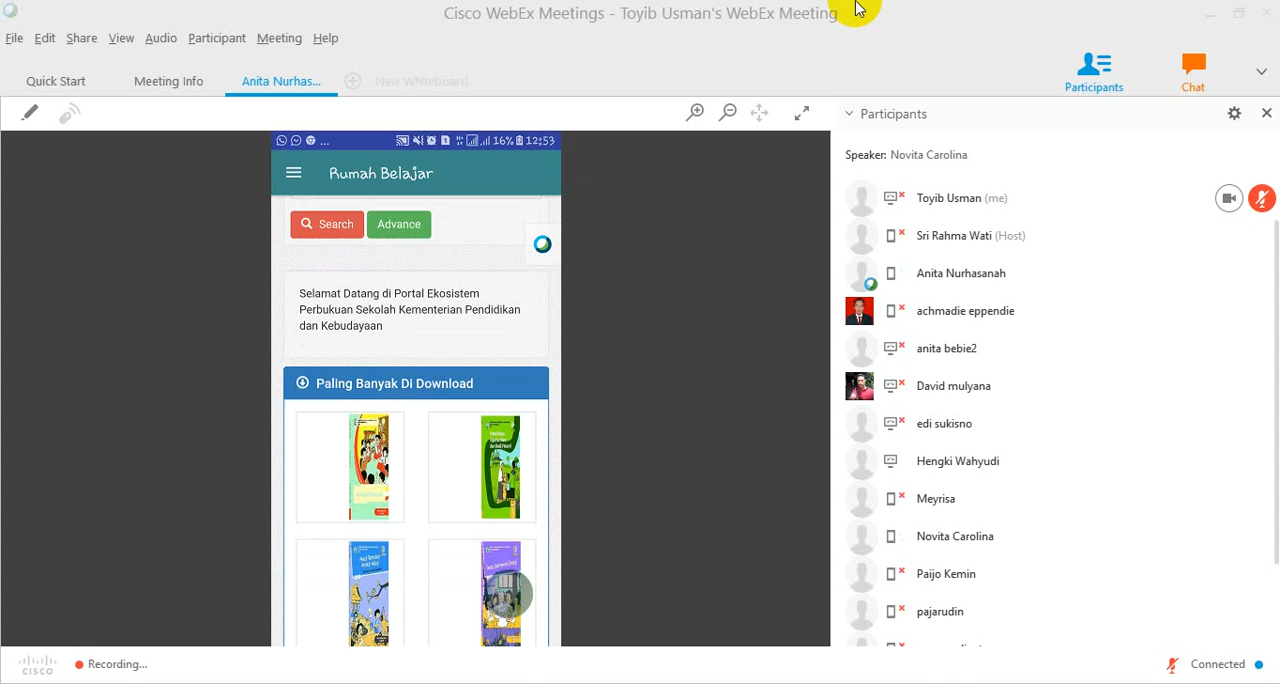 Cisco WebEx Meetings - Toyib Usman's WebEx Meeting
File Edit Share View Audio Participant Meeting Help
Quick Start Meeting Info Anita Nurhas... New Whiteboard
Participants Chat
16% 12:53
Rumah Belajar
Search Advance
Selamat Datang di Portal Ekosistem
Perbukuan Sekolah Kementerian Pendidikan
dan Kebudayaan
Paling Banyak Di Download
Participants
Speaker: Novita Carolina
Toyib Usman (me)
Sri Rahma Wati (Host)
Anita Nurhasanah
achmadie eppendie
anita bebie2
David mulyana
edi sukisno
Hengki Wahyudi
Meyrisa
Novita Carolina
Paijo Kemin
pajarudin
cisco
Recording...
Connected